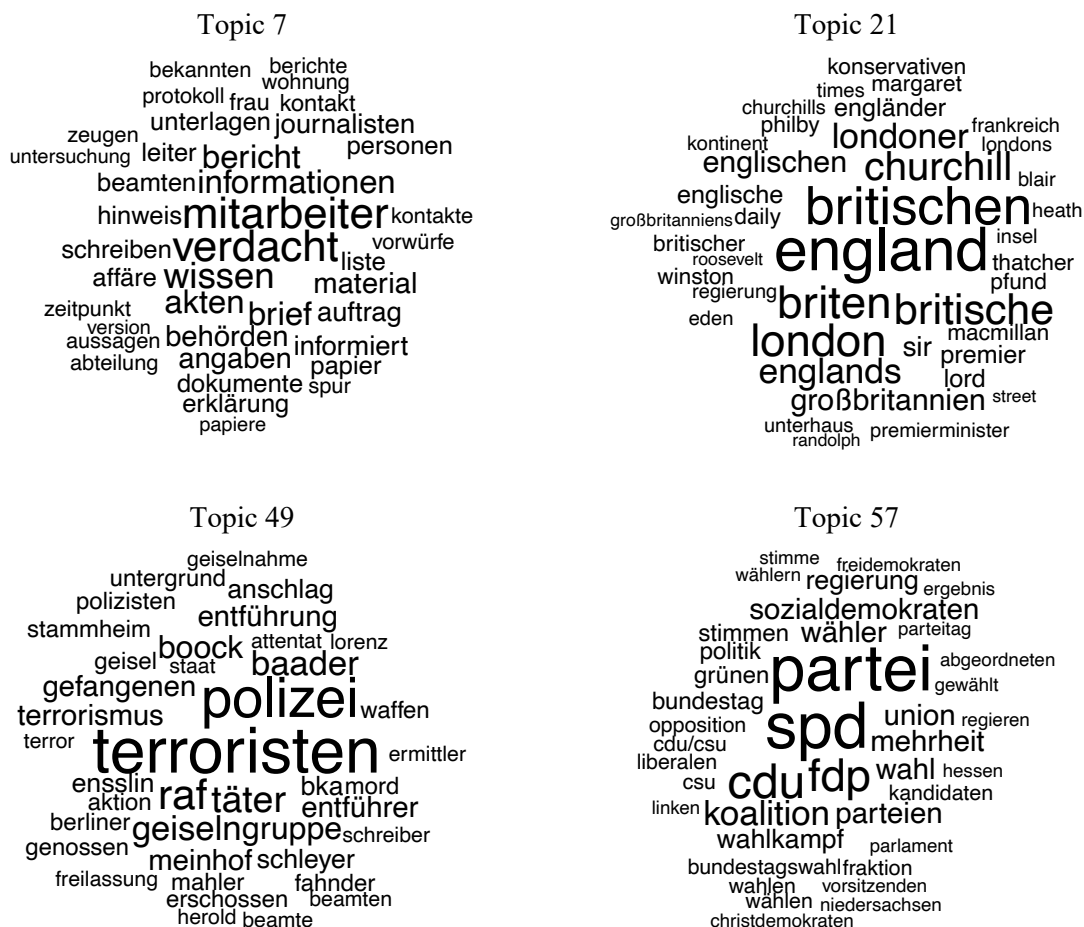 Topic 7
bekannten berichte
wohnung
protokoll frau kontakt
unterlagen journalisten
zeugen personen
untersuchung leiter bericht
beamten informationen
hinweis mitarbeiter kontakte
schreiben verdacht vorwürfe
liste
affäre wissen material
akten
zeitpunkt brief auftrag
version
aussagen behörden informiert
abteilung angaben papier
dokumente spur
erklärung
papiere
Topic 21
konservativen
times margaret
churchills engländer
philby londoner frankreich
kontinent londons
englischen churchill
blair
englische britischen heath
großbritanniens daily
britischer england insel
roosevelt thatcher
winston pfund
regierung briten britische
eden
london sir macmillan
premier
englands lord
großbritannien street
unterhaus premierminister
randolph
Topic 49
geiselnahme
untergrund anschlag
polizisten entführung
stammheim
boock attentat lorenz
geisel staat baader
gefangenen polizei waffen
terrorismus
terror terroristen ermittler
ensslin bka mord
aktion raf täter entführer
berliner geiseln gruppe schreiber
genossen
meinhof schleyer
freilassung mahler fahnder
erschossen beamten
herold beamte
Topic 57
stimme freidemokraten
wählern regierung ergebnis
sozialdemokraten
stimmen wähler parteitag
politik
grünen partei abgeordneten
gewählt
bundestag
opposition spd union regieren
cdu/csu mehrheit
liberalen
csu cdu fdp wahl hessen
kandidaten
linken koalition parteien
wahlkampf parlament
bundestagswahl fraktion
wahlen vorsitzenden
wählen niedersachsen
christdemokraten